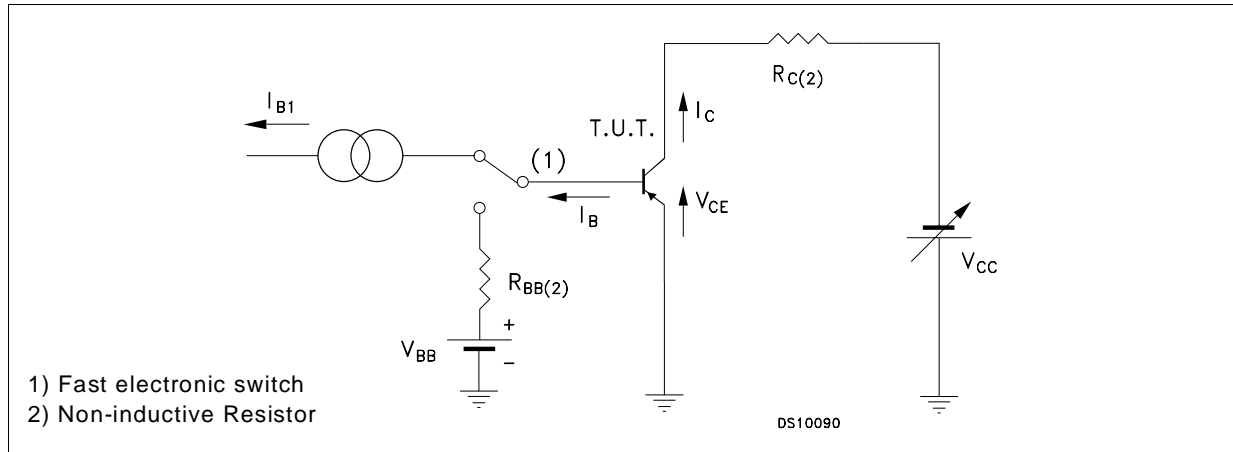 I_B1
R_C(2)
I_C
T.U.T.
(1)
V_CE
I_B
V_CC
R_BB(2)
+
V_BB
−
1) Fast electronic switch
2) Non-inductive Resistor
DS10090